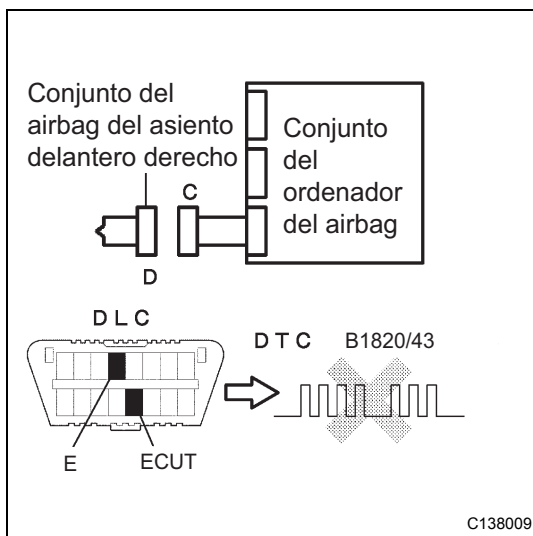 Conjunto del
airbag del asiento
delantero derecho
Conjunto
del
ordenador
del airbag
C
D
DLC
DTC B1820/43
E
ECUT
C138009